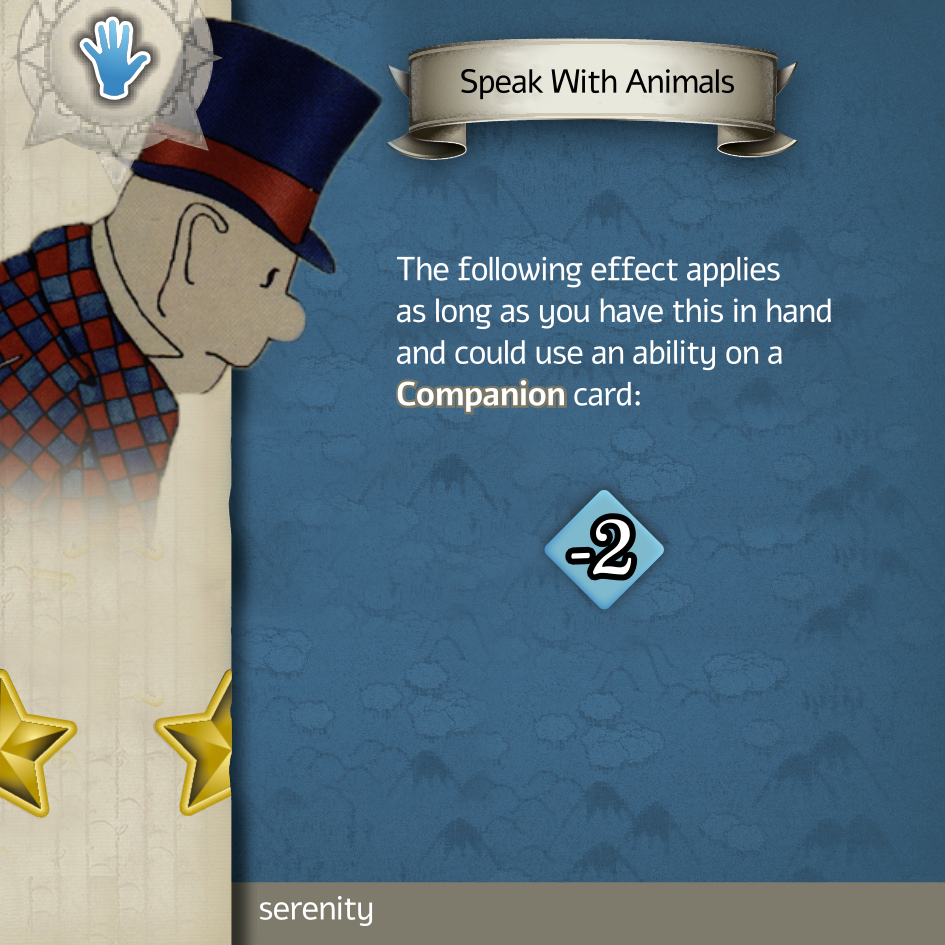 Speak With Animals
The following effect applies
as long as you have this in hand
and could use an ability on a
Companion card:
-2
serenity